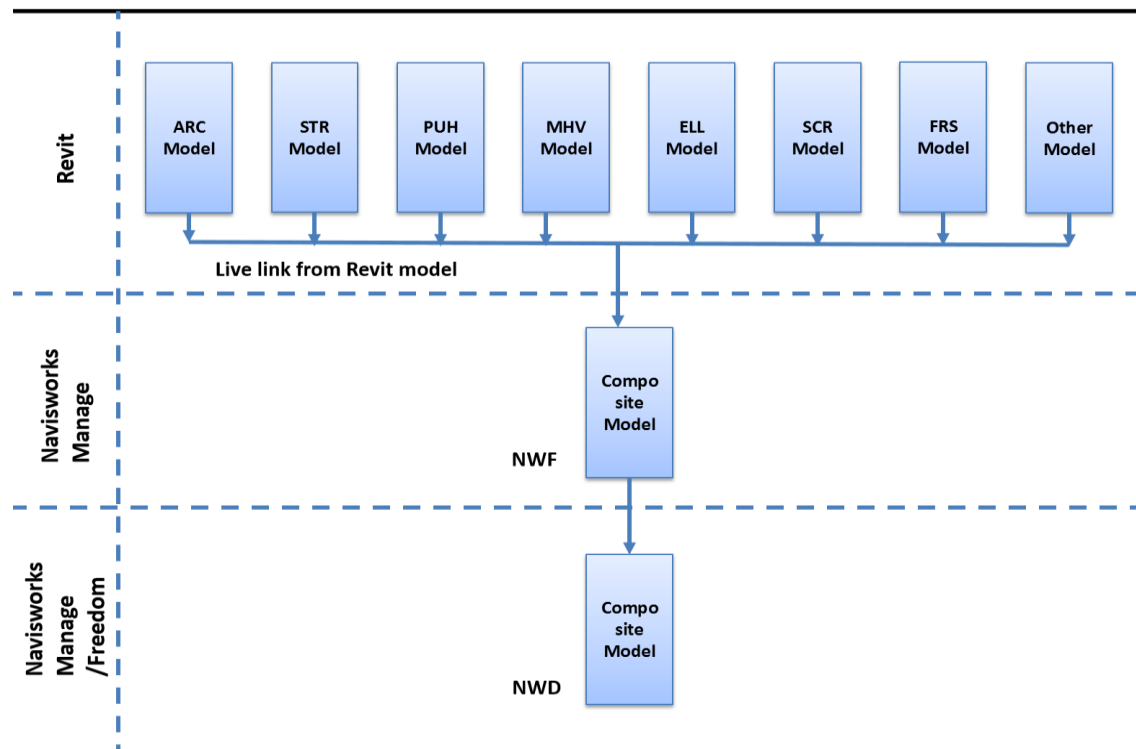 Revit
ARC
Model
STR
Model
PUH
Model
MHV
Model
ELL
Model
SCR
Model
FRS
Model
Other
Model
Live link from Revit model
Navisworks
Manage
Compo
site
Model
NWF
Navisworks
Manage
/Freedom
Compo
site
Model
NWD